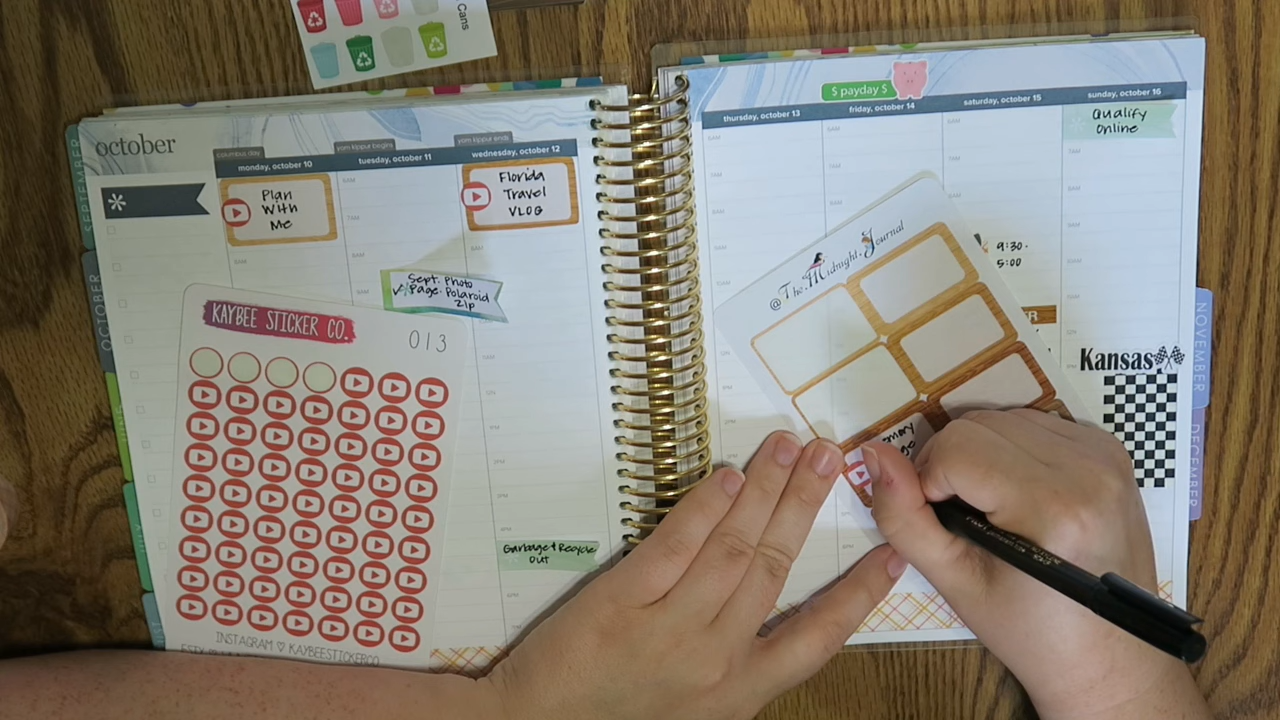 Cans
SEPTEMBER
OCTOBER
october
columbus day
monday, october 10
yom kippur begins
tuesday, october 11
yom kippur ends
wednesday, october 12
Plan
With
Me
Florida
Travel
VLOG
Sept. Photo
Page: Polaroid
Zip
Garbage & Recycle
Out
KAYBEE STICKER CO.
013
INSTAGRAM ♡ KAYBEESTICKERCO
$ payday $
thursday, october 13
friday, october 14
saturday, october 15
sunday, october 16
Qualify
Online
9:30-
5:00
Kansas
@The.Midnight.Journal
NOVEMBER
DECEMBER